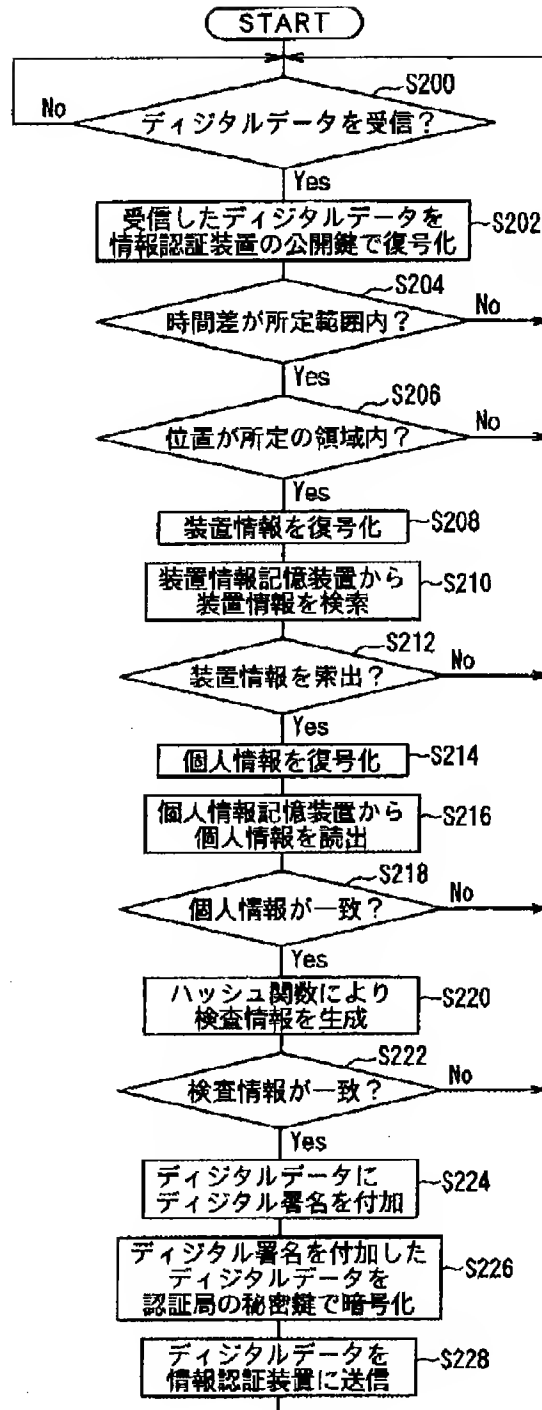 START
S200
No
ディジタルデータを受信？
Yes
受信したディジタルデータを
情報認証装置の公開鍵で復号化
S202
S204
時間差が所定範囲内？
No
Yes
S206
位置が所定の領域内？
No
Yes
装置情報を復号化
S208
装置情報記憶装置から
装置情報を検索
S210
S212
装置情報を索出？
No
Yes
個人情報を復号化
S214
個人情報記憶装置から
個人情報を読出
S216
S218
個人情報が一致？
No
Yes
ハッシュ関数により
検査情報を生成
S220
S222
検査情報が一致？
No
Yes
ディジタルデータに
ディジタル署名を付加
S224
ディジタル署名を付加した
ディジタルデータを
認証局の秘密鍵で暗号化
S226
ディジタルデータを
情報認証装置に送信
S228